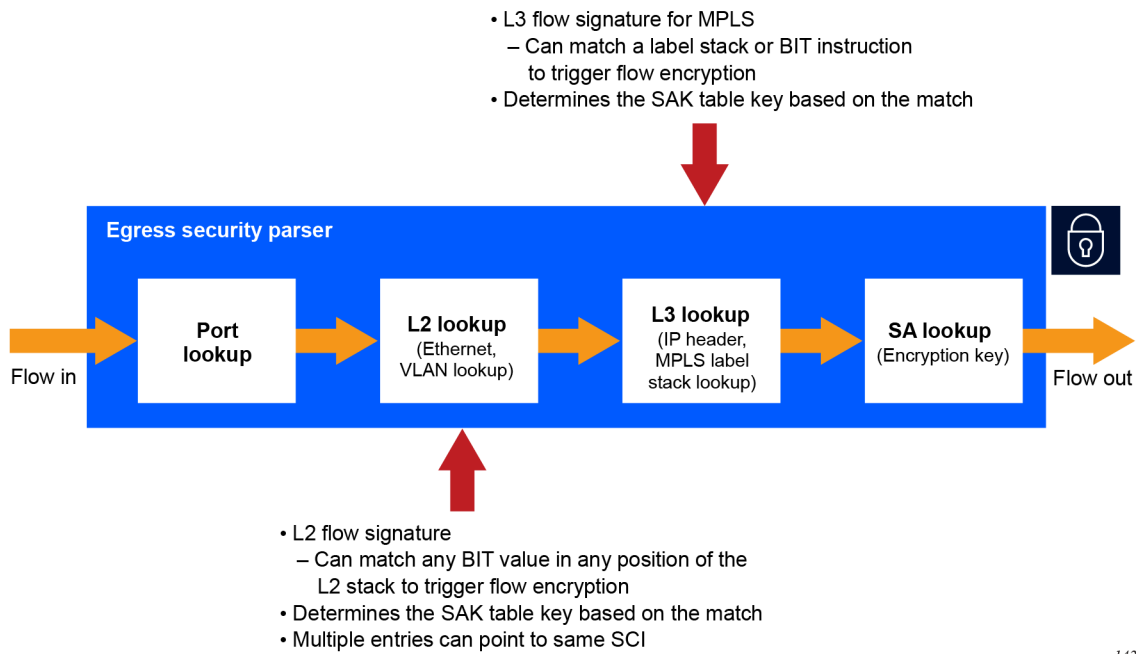 • L3 flow signature for MPLS
– Can match a label stack or BIT instruction
to trigger flow encryption
• Determines the SAK table key based on the match
Egress security parser
Flow in
Port
lookup
L2 lookup
(Ethernet,
VLAN lookup)
L3 lookup
(IP header,
MPLS label
stack lookup)
SA lookup
(Encryption key)
Flow out
• L2 flow signature
– Can match any BIT value in any position of the
L2 stack to trigger flow encryption
• Determines the SAK table key based on the match
• Multiple entries can point to same SCI